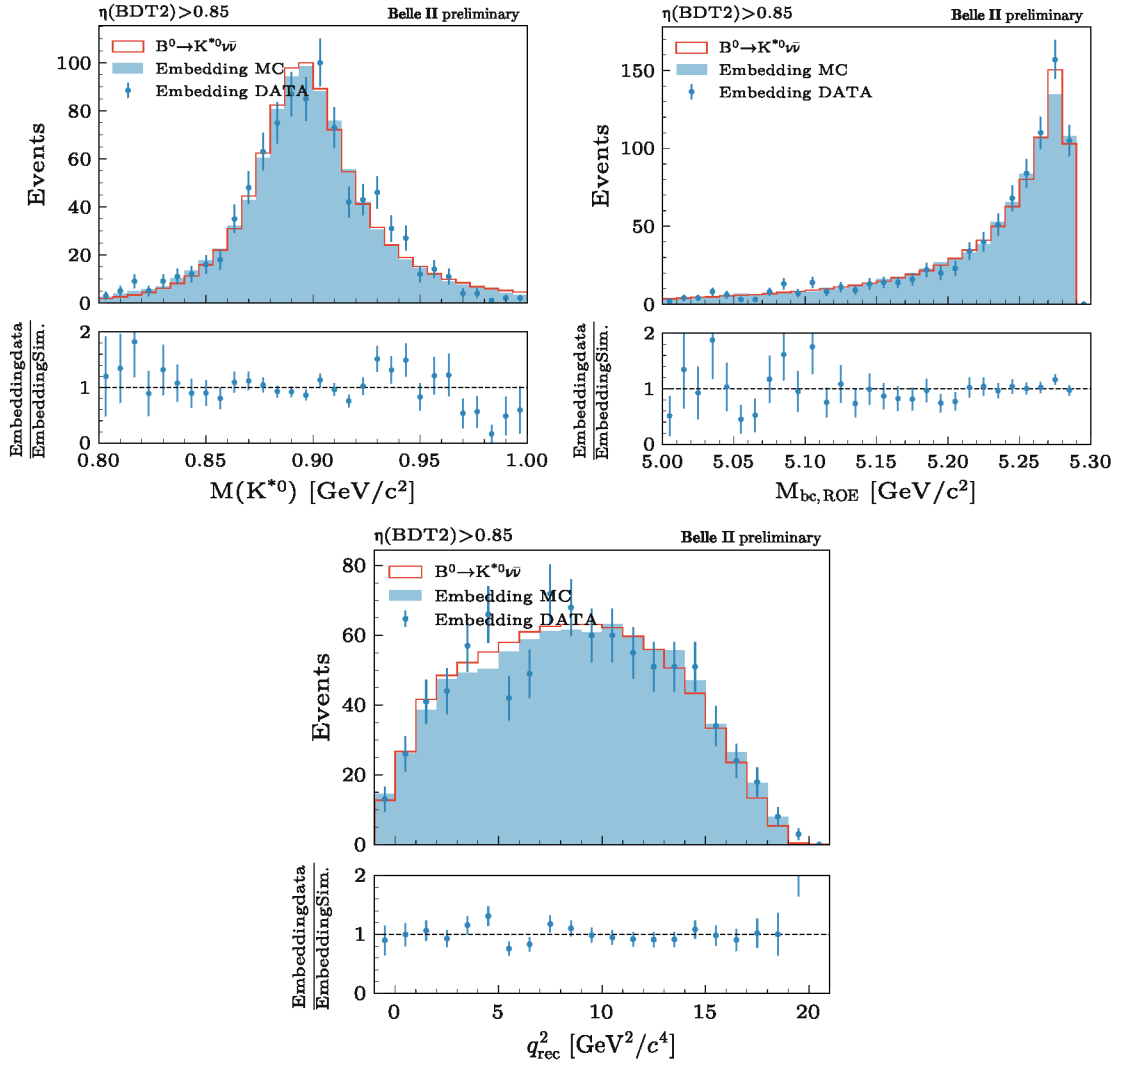 η(BDT2)>0.85 Belle II preliminary
B⁰→K*⁰νν̄
Embedding MC
Embedding DATA
Events
100
80
60
40
20
0
Embeddingdata
EmbeddingSim.
2
1
0
0.80 0.85 0.90 0.95 1.00
M(K*⁰) [GeV/c²]
η(BDT2)>0.85 Belle II preliminary
B⁰→K*⁰νν̄
Embedding MC
Embedding DATA
Events
150
100
50
0
Embeddingdata
EmbeddingSim.
2
1
0
5.00 5.05 5.10 5.15 5.20 5.25 5.30
M_bc, ROE [GeV/c²]
η(BDT2)>0.85 Belle II preliminary
B⁰→K*⁰νν̄
Embedding MC
Embedding DATA
Events
80
60
40
20
0
Embeddingdata
EmbeddingSim.
2
1
0
0 5 10 15 20
q²_rec [GeV²/c⁴]